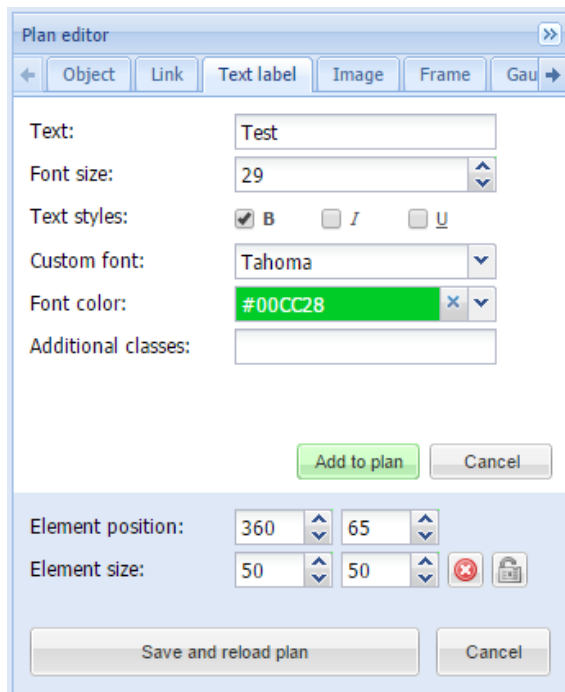 Plan editor
Object Link Text label Image Frame Gau
Text: Test
Font size: 29
Text styles: B I U
Custom font: Tahoma
Font color: #00CC28
Additional classes:
Add to plan Cancel
Element position: 360 65
Element size: 50 50
Save and reload plan Cancel